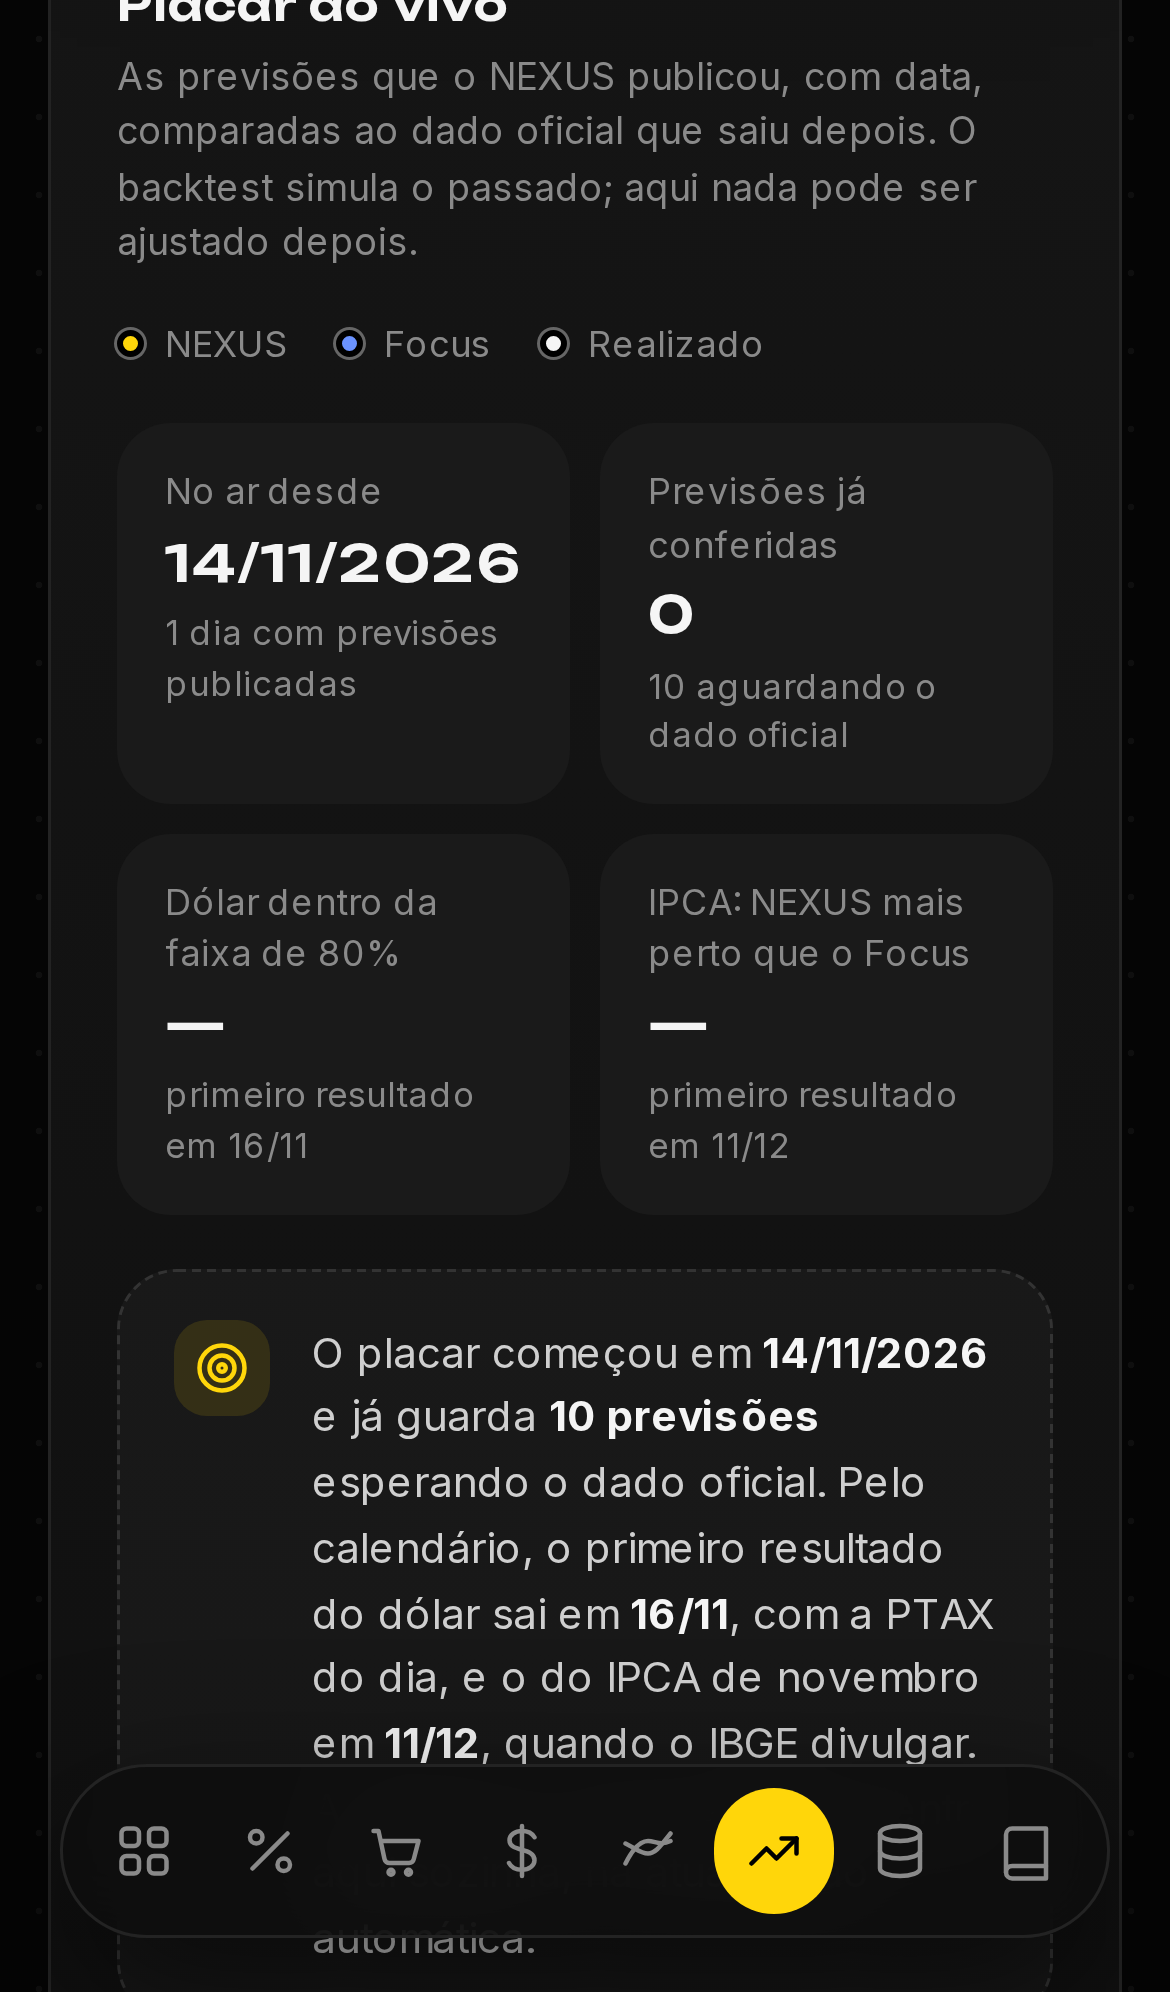 Placar ao vivo
As previsões que o NEXUS publicou, com data,
comparadas ao dado oficial que saiu depois. O
backtest simula o passado; aqui nada pode ser
ajustado depois.
NEXUS Focus Realizado
No ar desde
14/11/2026
1 dia com previsões
publicadas
Previsões já
conferidas
0
10 aguardando o
dado oficial
Dólar dentro da
faixa de 80%
—
primeiro resultado
em 16/11
IPCA: NEXUS mais
perto que o Focus
—
primeiro resultado
em 11/12
O placar começou em 14/11/2026
e já guarda 10 previsões
esperando o dado oficial. Pelo
calendário, o primeiro resultado
do dólar sai em 16/11, com a PTAX
do dia, e o do IPCA de novembro
em 11/12, quando o IBGE divulgar.
automática.